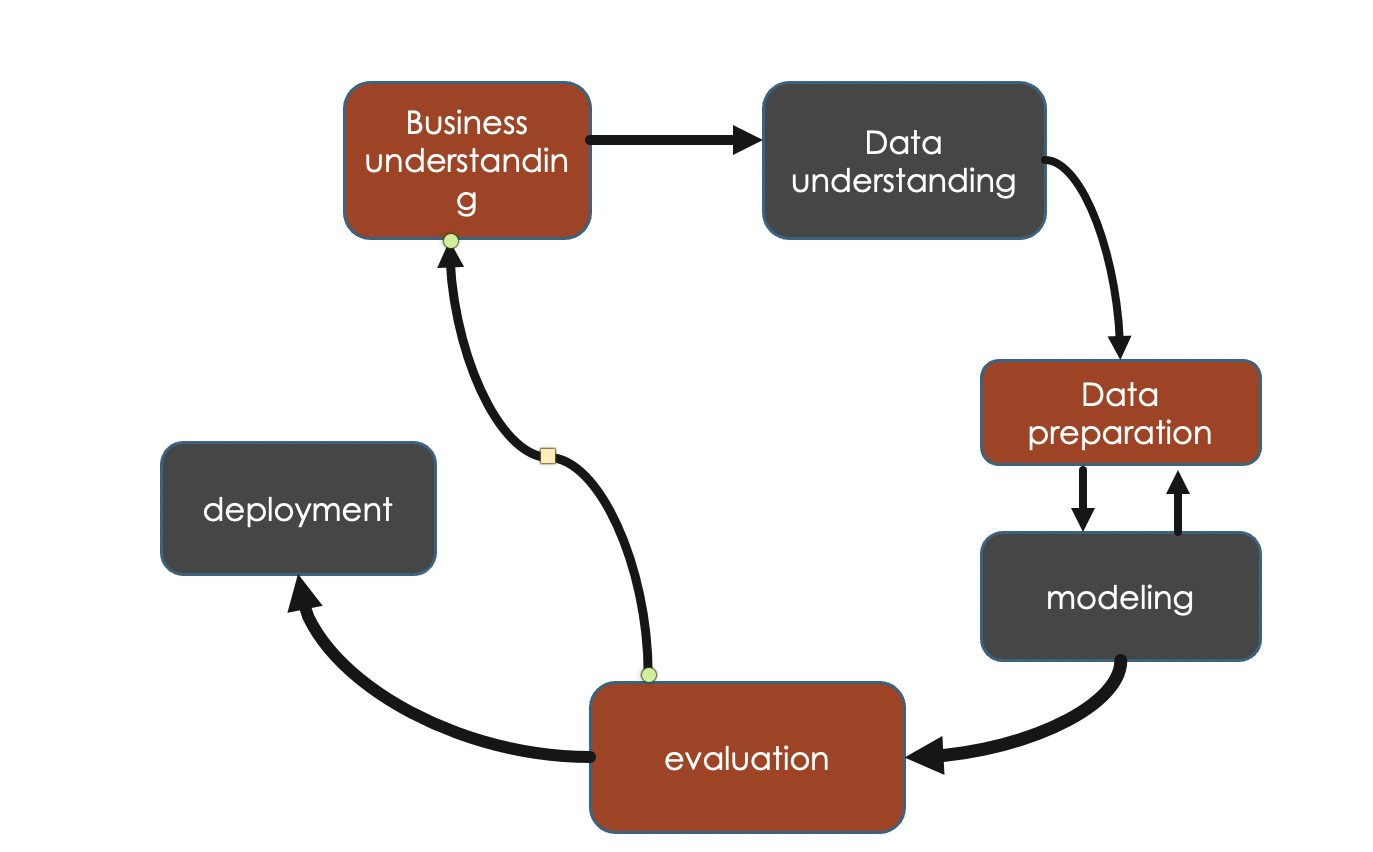 Business
understandin
g
Data
understanding
Data
preparation
deployment
modeling
evaluation